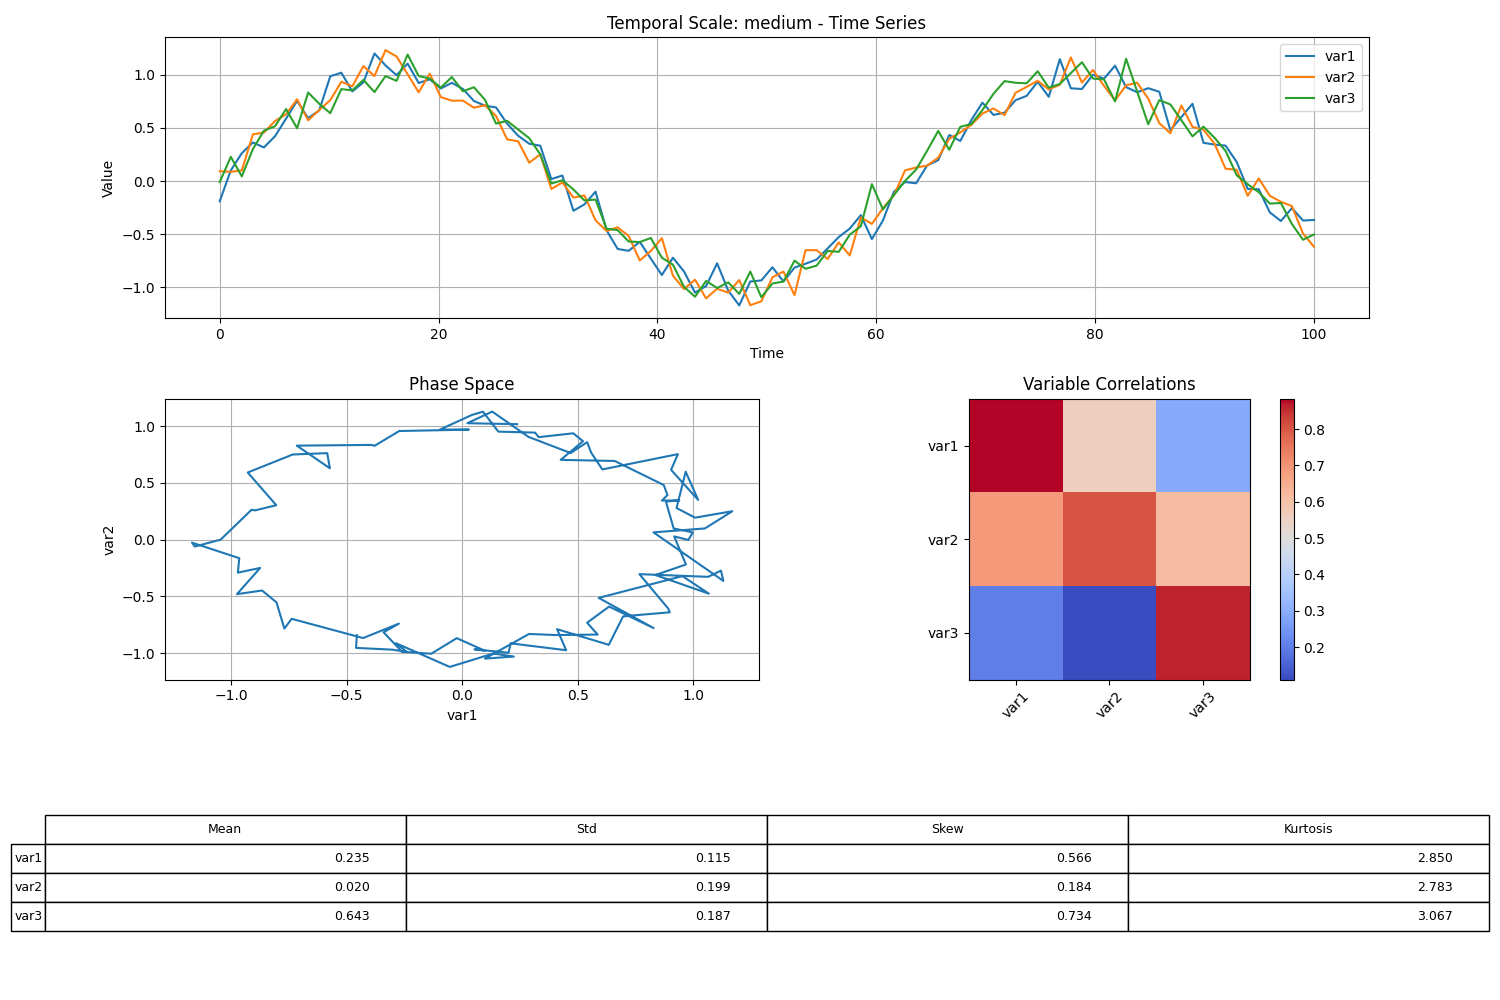 Temporal Scale: medium - Time Series
1.0
0.5
0.0
−0.5
−1.0
Value
var1
var2
var3
0 20 40 60 80 100
Time
Phase Space
1.0
0.5
0.0
−0.5
−1.0
var2
−1.0 −0.5 0.0 0.5 1.0
var1
Variable Correlations
var1
var2
var3
var1 var2 var3
0.8
0.7
0.6
0.5
0.4
0.3
0.2
Mean Std Skew Kurtosis
var1 0.235 0.115 0.566 2.850
var2 0.020 0.199 0.184 2.783
var3 0.643 0.187 0.734 3.067